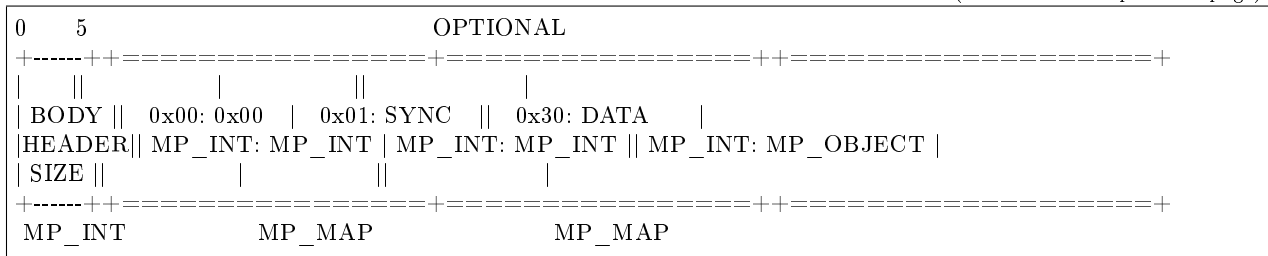 0 5 OPTIONAL
+------++================+================++===================+
| || | || |
| BODY || 0x00: 0x00 | 0x01: SYNC || 0x30: DATA |
|HEADER|| MP_INT: MP_INT | MP_INT: MP_INT || MP_INT: MP_OBJECT |
| SIZE || | || |
+------++================+================++===================+
MP_INT MP_MAP MP_MAP